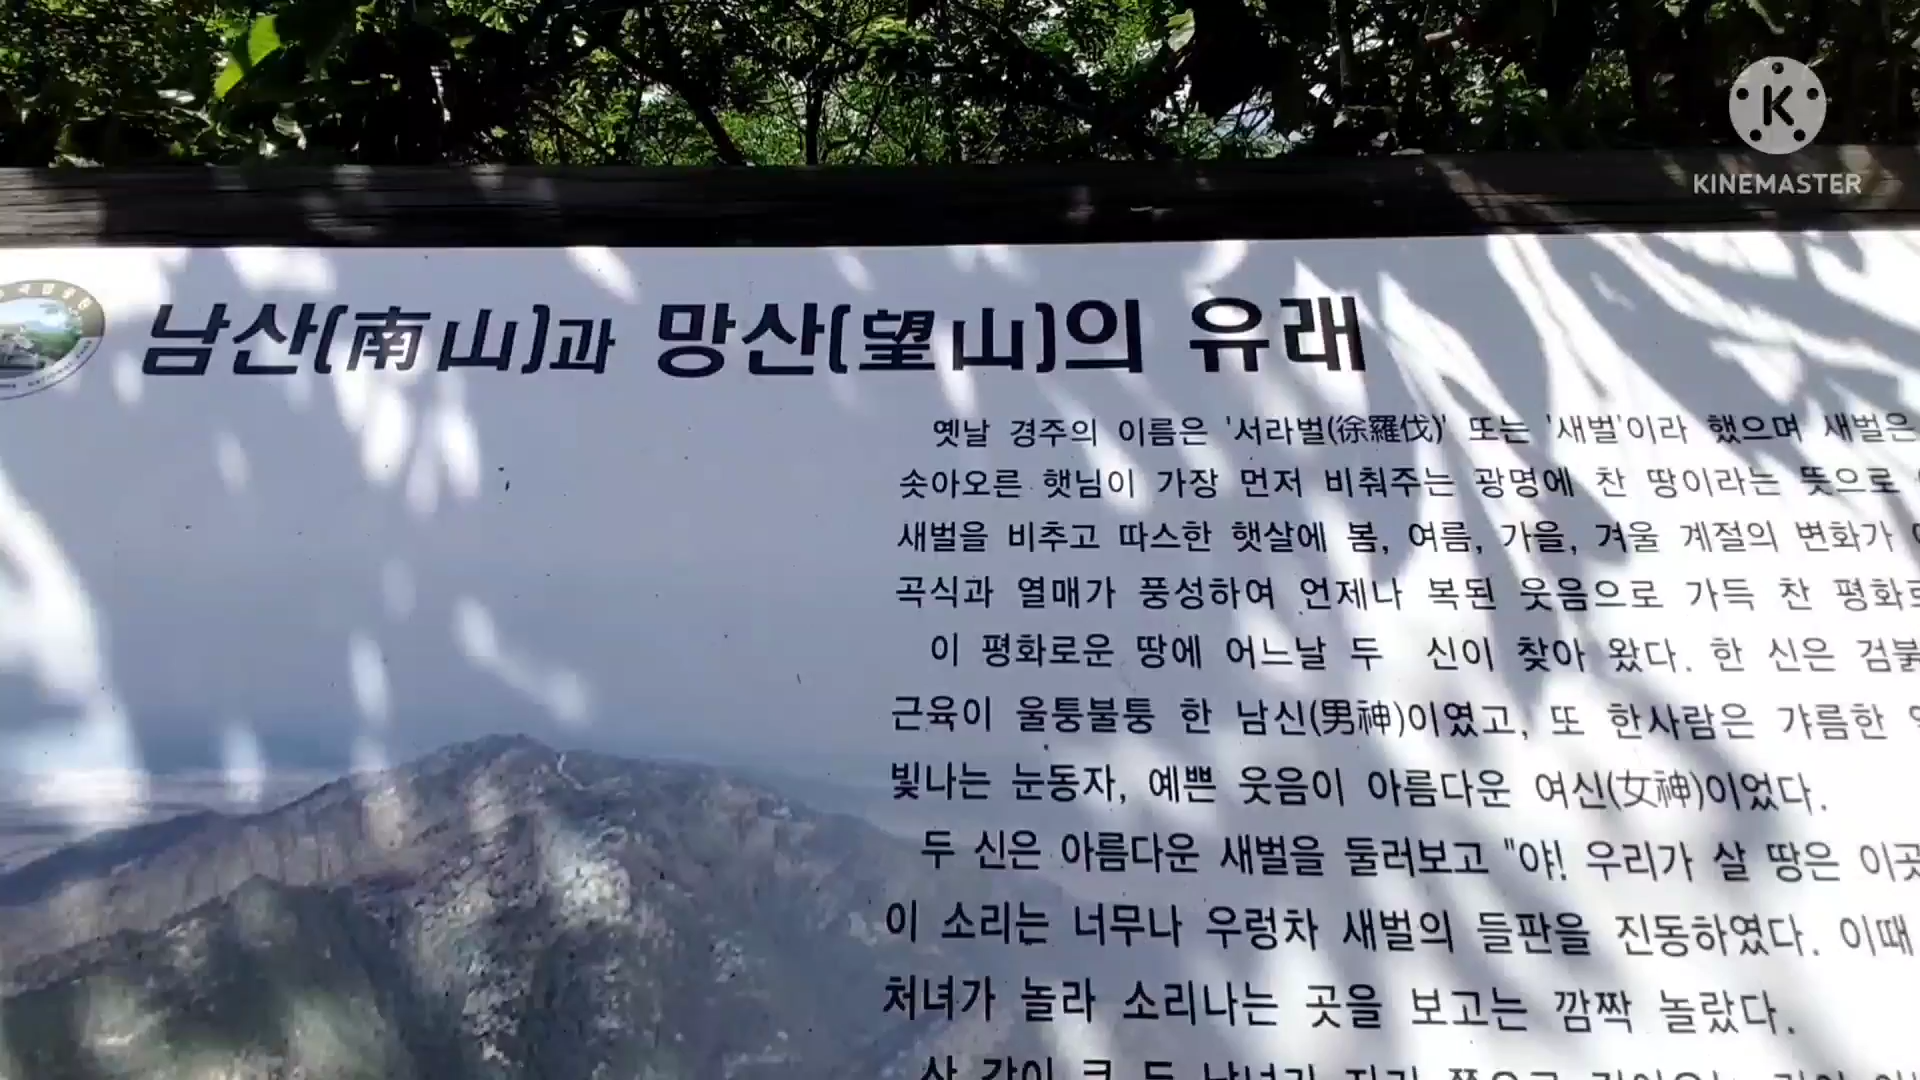 KINEMASTER
남산(南山)과 망산(望山)의 유래
옛날 경주의 이름은 '서라벌(徐羅伐)' 또는 '새벌'이라 했으며 새벌은
솟아오른 햇님이 가장 먼저 비춰주는 광명에 찬 땅이라는 뜻으로
새벌을 비추고 따스한 햇살에 봄, 여름, 가을, 겨울 계절의 변화가
곡식과 열매가 풍성하여 언제나 복된 웃음으로 가득 찬
이 평화로운 땅에 어느날 두 신이 찾아 왔다. 한 신은
근육이 울퉁불퉁 한 남신(男神)이였고, 또 한사람은 갸름한
빛나는 눈동자, 예쁜 웃음이 아름다운 여신(女神)이었다.
두 신은 아름다운 새벌을 둘러보고 "야! 우리가 살 땅은
이 소리는 너무나 우렁차 새벌의 들판을 진동하였다. 이때
처녀가 놀라 소리나는 곳을 보고는 깜짝 놀랐다.